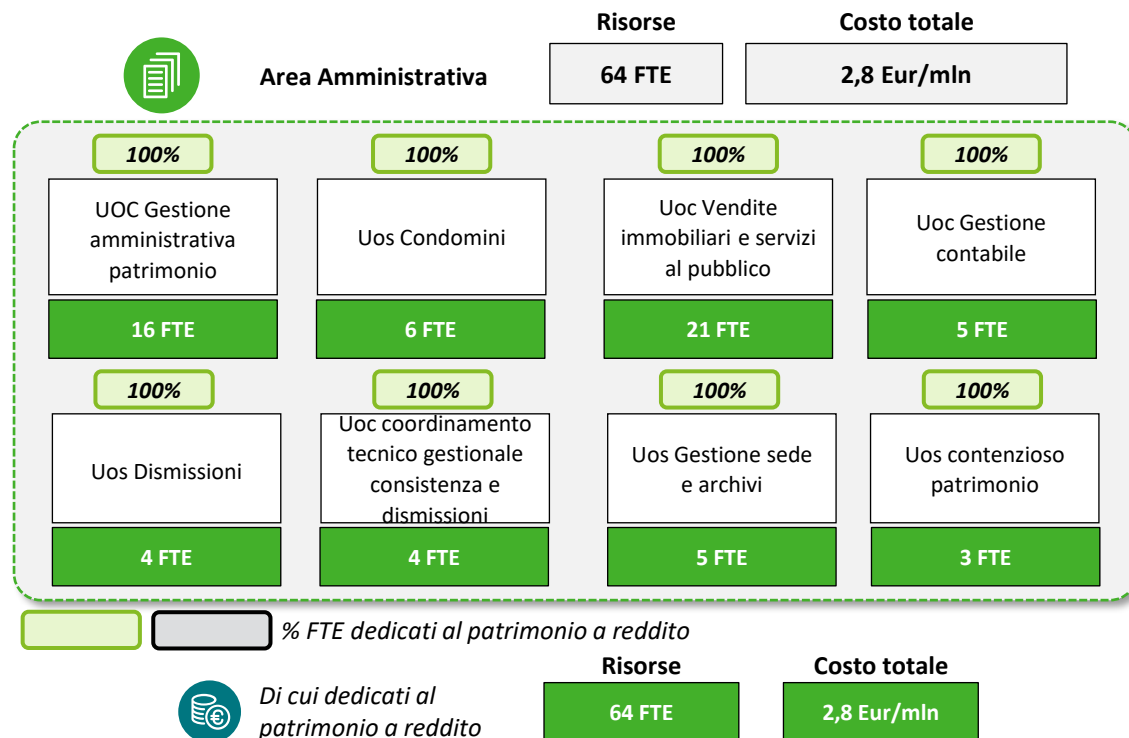 Risorse
Costo totale
Area Amministrativa
64 FTE
2,8 Eur/mln
100%
100%
100%
100%
UOC Gestione
amministrativa
patrimonio
Uos Condomini
Uoc Vendite
immobiliari e servizi
al pubblico
Uoc Gestione
contabile
16 FTE
6 FTE
21 FTE
5 FTE
100%
100%
100%
100%
Uos Dismissioni
Uoc coordinamento
tecnico gestionale
consistenza e
dismissioni
Uos Gestione sede
e archivi
Uos contenzioso
patrimonio
4 FTE
4 FTE
5 FTE
3 FTE
% FTE dedicati al patrimonio a reddito
Risorse
Costo totale
Di cui dedicati al
patrimonio a reddito
64 FTE
2,8 Eur/mln